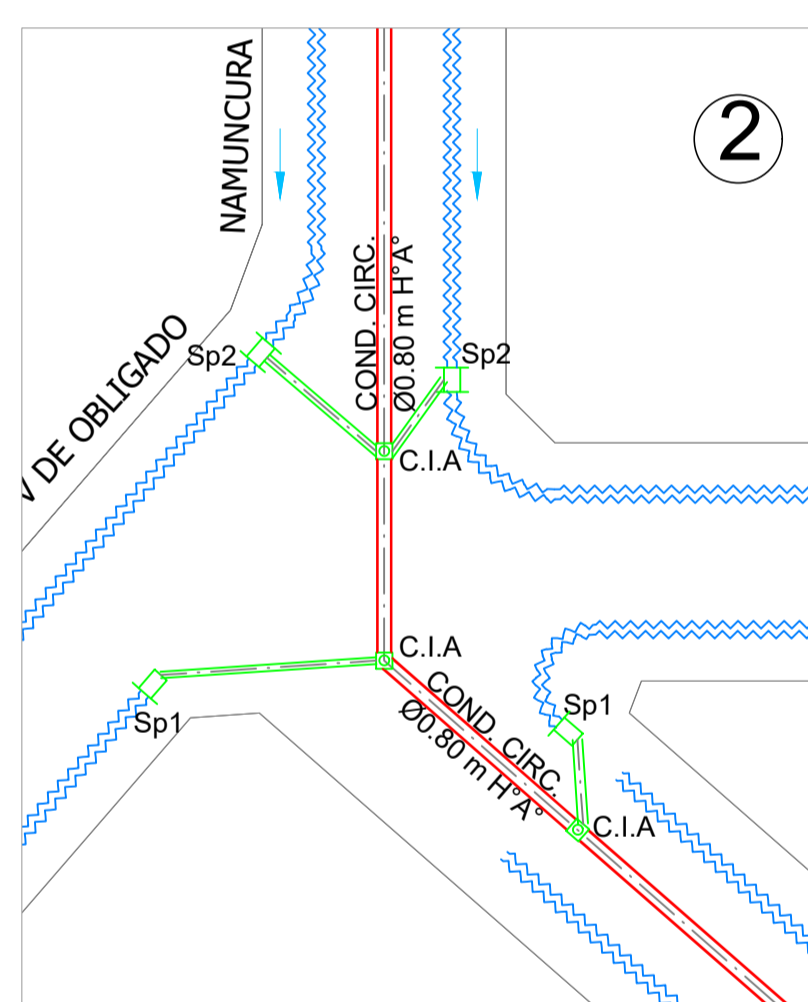 NAMUNCURA
2
COND. CIRC.
Ø0.80 m H°A°
Sp2
Sp2
V DE OBLIGADO
C.I.A
C.I.A
COND. CIRC.
Ø0.80 m H°A°
Sp1
Sp1
C.I.A